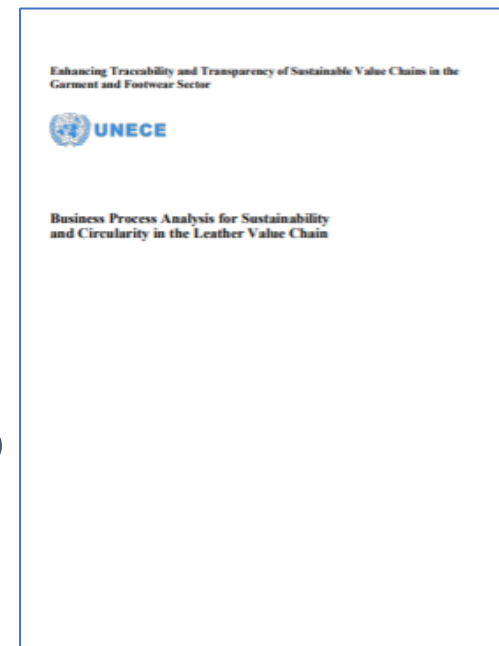 Enhancing Traceability and Transparency of Sustainable Value Chains in the
Garment and Footwear Sector
UNECE
Business Process Analysis for Sustainability
and Circularity in the Leather Value Chain
)